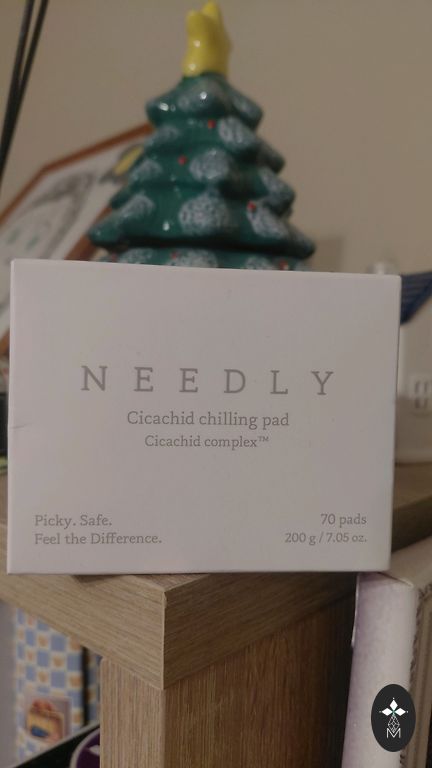 NEEDLY
Cicachid chilling pad
Cicachid complex™
Picky. Safe.
Feel the Difference.
70 pads
200 g / 7.05 oz.
M